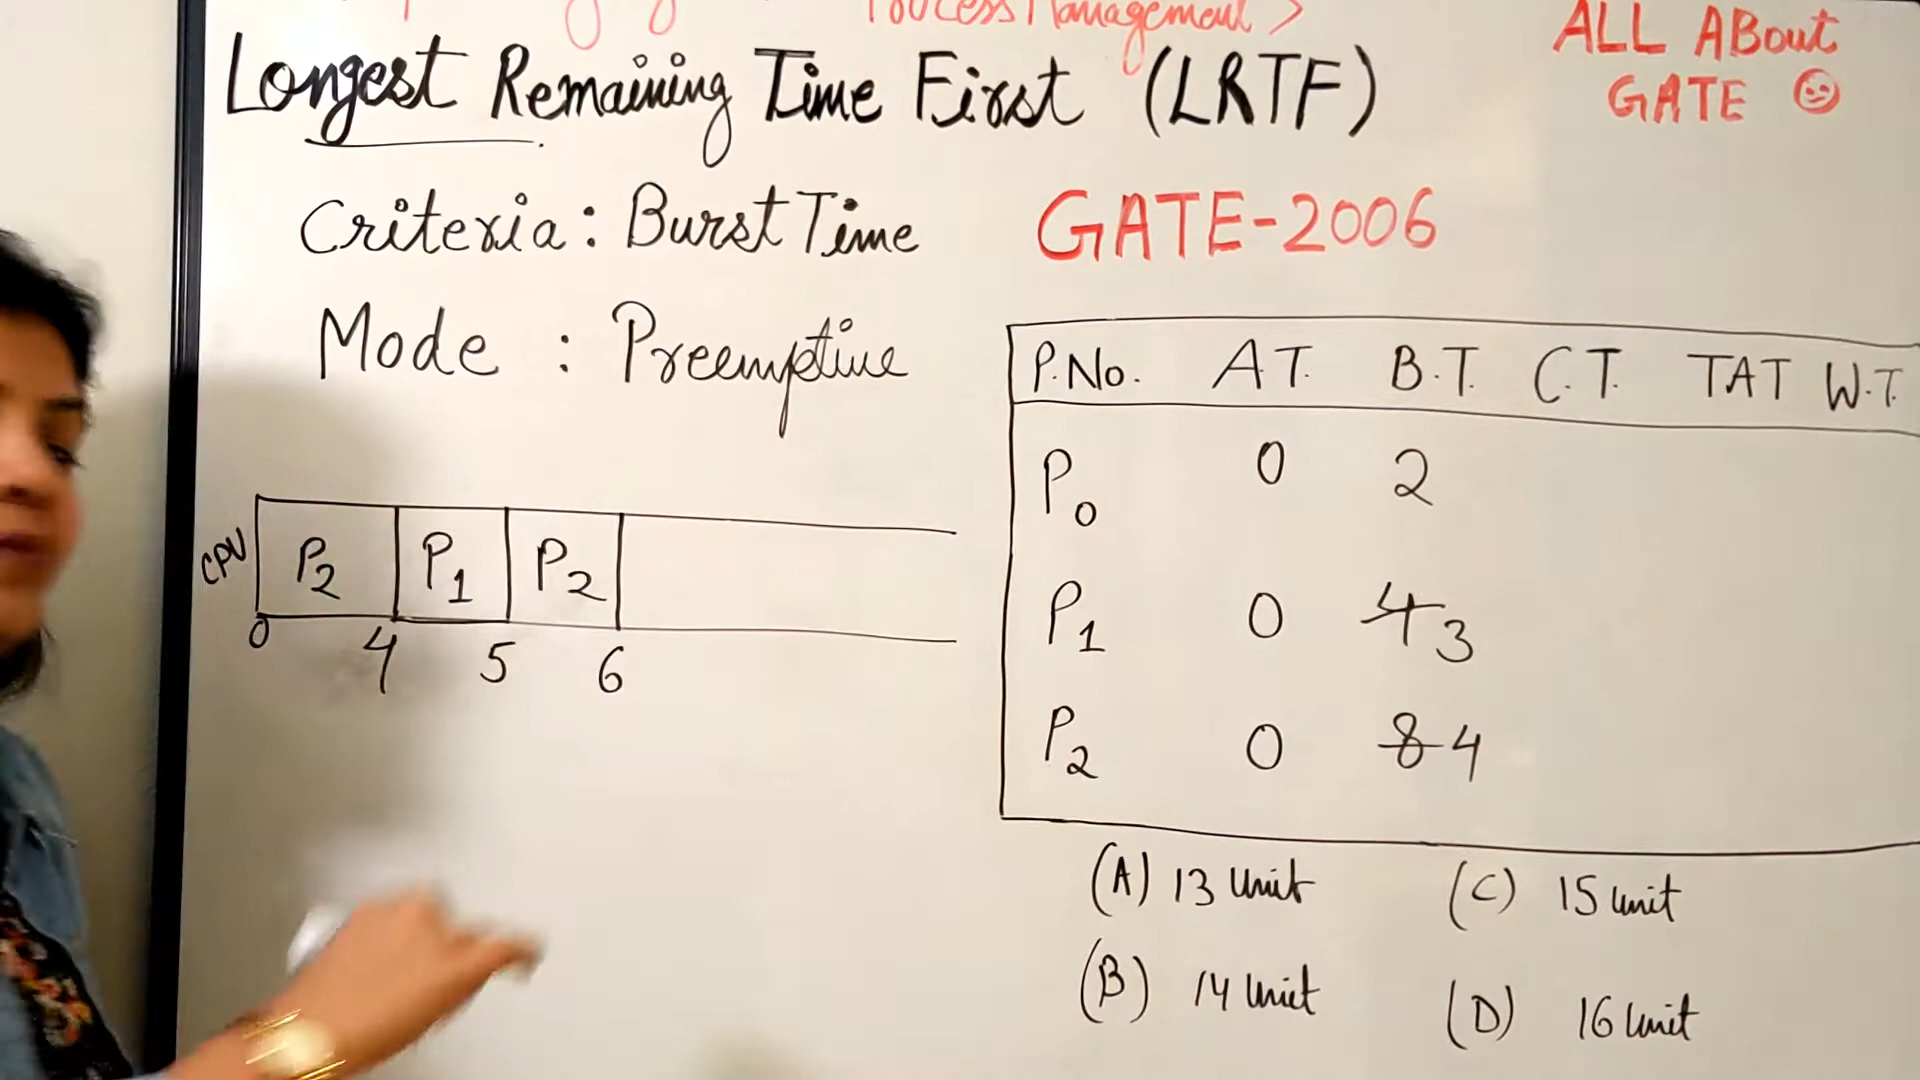 Process Management >
ALL ABout
GATE
Longest Remaining Time First (LRTF)
Criteria : Burst Time
GATE-2006
Mode : Preemptive
P.No. A.T. B.T. C.T. TAT W.T.
P0 0 2
P1 0 4 3
P2 0 8 4
CPU P2 P1 P2
0 4 5 6
(A) 13 Unit (C) 15 Unit
(B) 14 Unit (D) 16 Unit